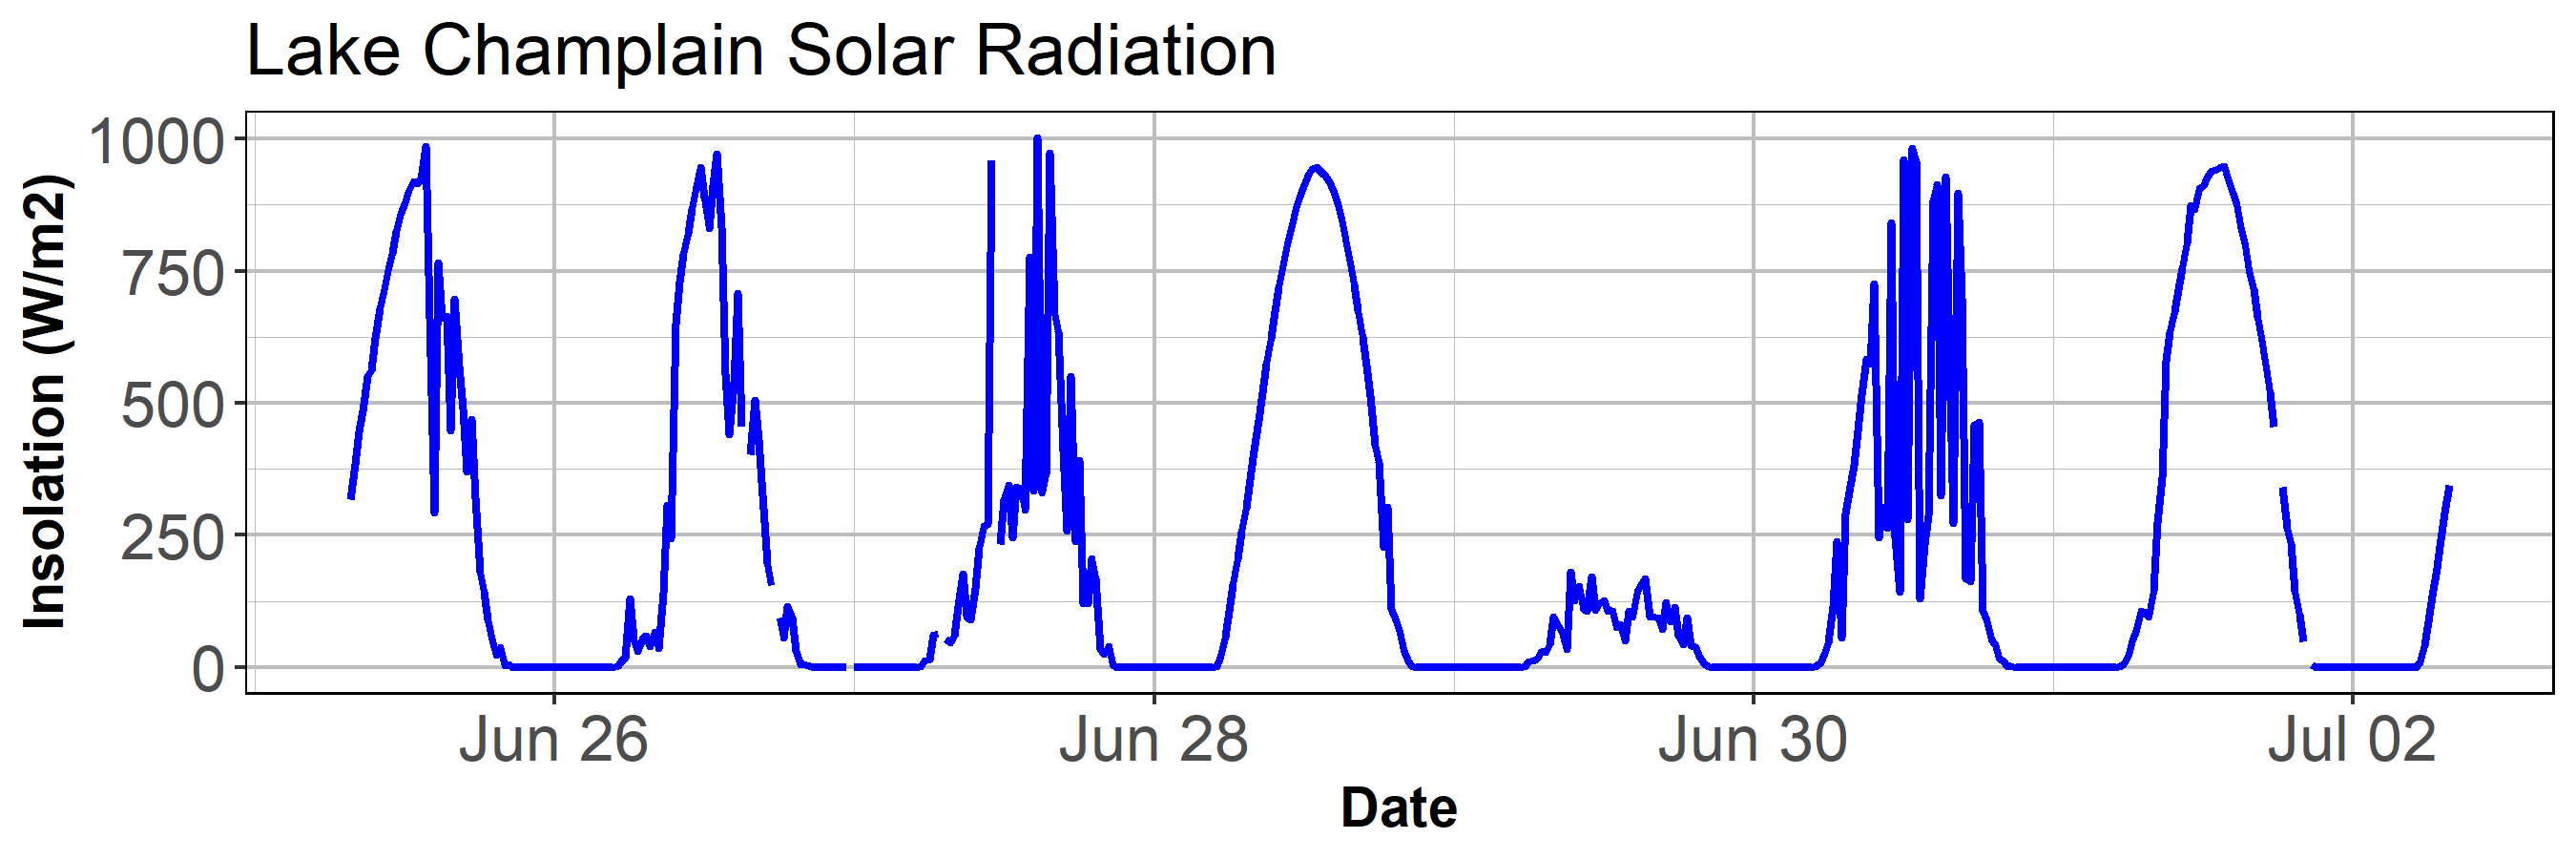 Lake Champlain Solar Radiation
Insolation (W/m2)
1000
750
500
250
0
Jun 26 Jun 28 Jun 30 Jul 02
Date